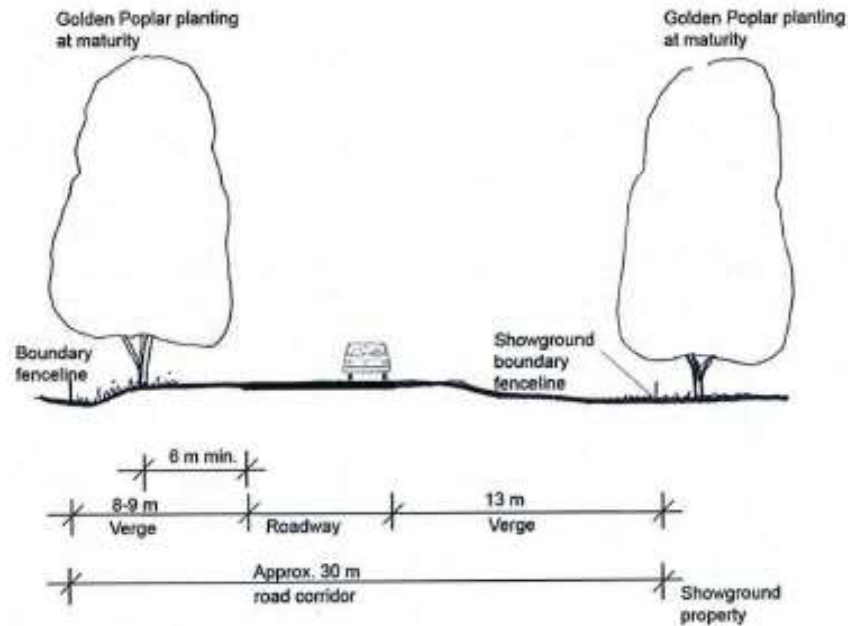 Golden Poplar planting
at maturity
Golden Poplar planting
at maturity
Boundary
fenceline
Showground
boundary
fenceline
6 m min.
8-9 m
Verge
Roadway
13 m
Verge
Approx. 30 m
road corridor
Showground
property